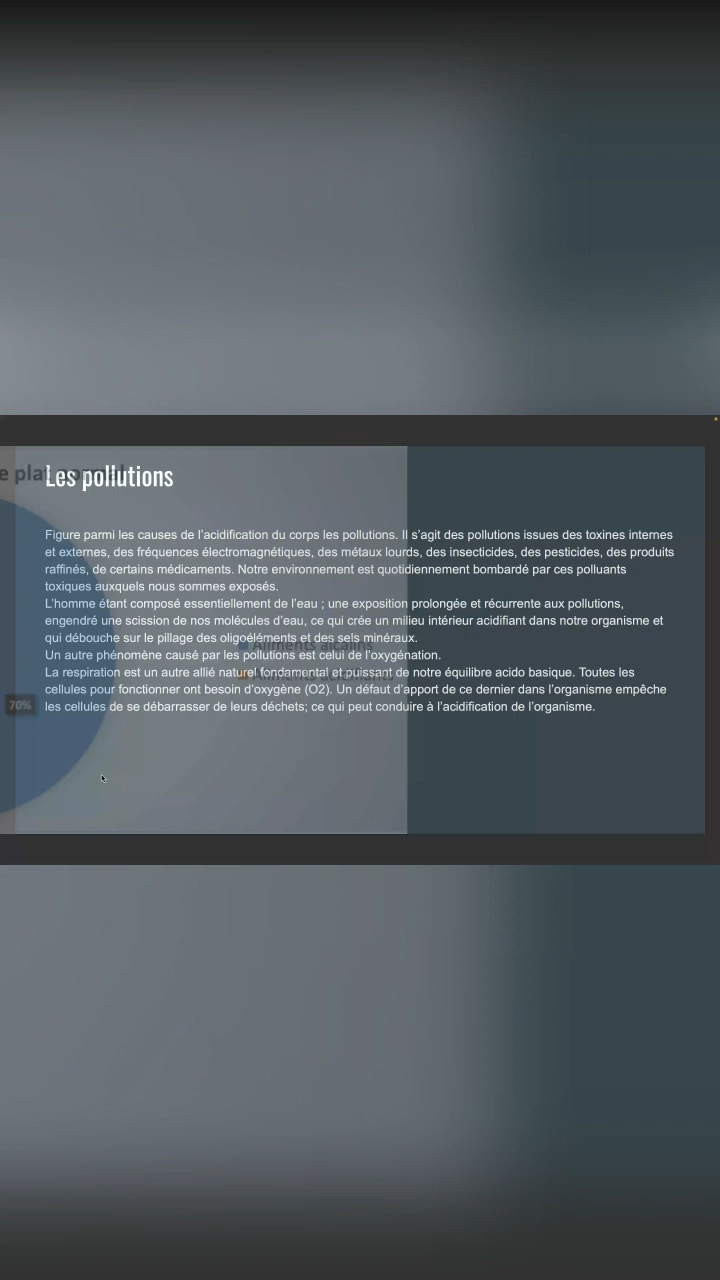 e plat normal
Les pollutions
Figure parmi les causes de l'acidification du corps les pollutions. Il s'agit des pollutions issues des toxines internes
et externes, des fréquences électromagnétiques, des métaux lourds, des insecticides, des pesticides, des produits
raffinés, de certains médicaments. Notre environnement est quotidiennement bombardé par ces polluants
toxiques auxquels nous sommes exposés.
L'homme étant composé essentiellement de l'eau ; une exposition prolongée et récurrente aux pollutions,
engendré une scission de nos molécules d'eau, ce qui crée un milieu intérieur acidifiant dans notre organisme et
qui débouche sur le pillage des oligoéléments et des sels minéraux.
Aliments alcalins
Un autre phénomène causé par les pollutions est celui de l'oxygénation.
La respiration est un autre allié naturel fondamental et puissant de notre équilibre acido basique. Toutes les
Aliments acidifiants
cellules pour fonctionner ont besoin d'oxygène (O2). Un défaut d'apport de ce dernier dans l'organisme empêche
les cellules de se débarrasser de leurs déchets; ce qui peut conduire à l'acidification de l'organisme.
70%